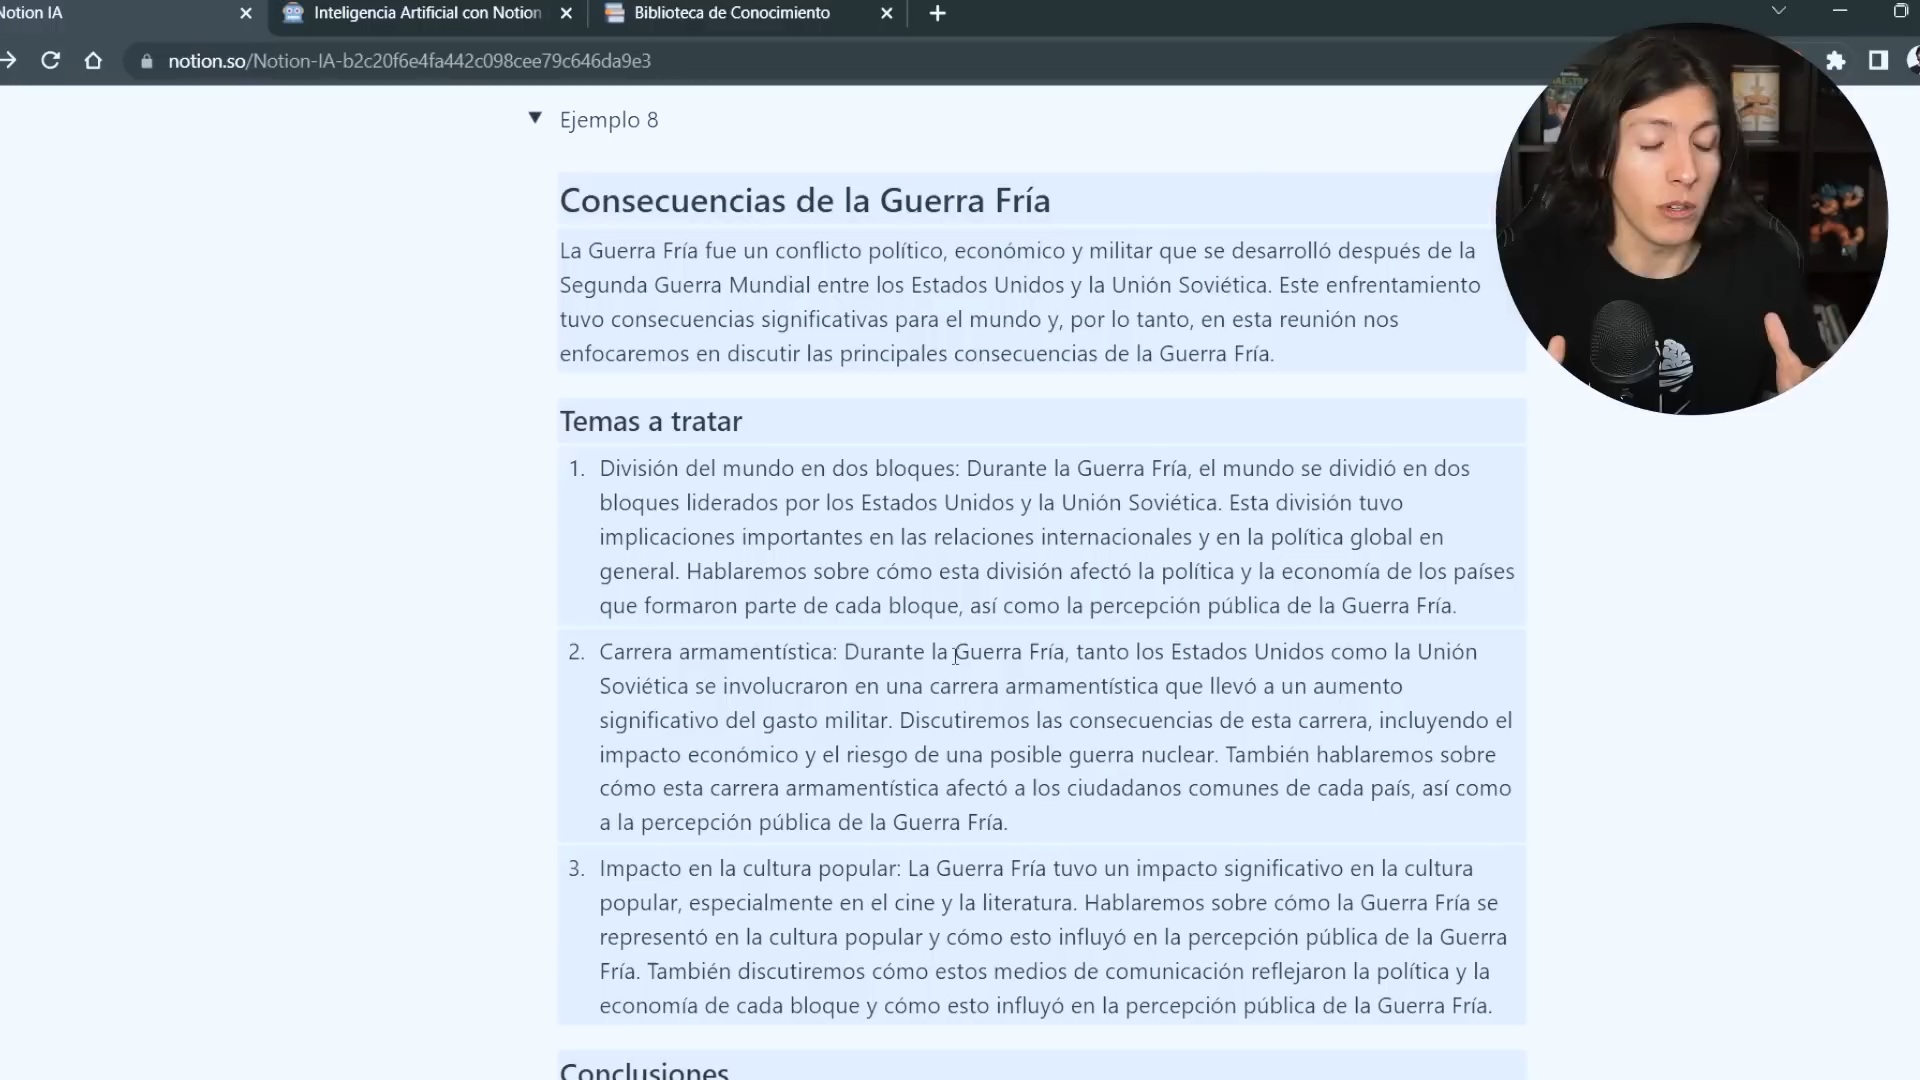 Notion IA
Inteligencia Artificial con Notion
Biblioteca de Conocimiento
notion.so/Notion-IA-b2c20f6e4fa442c098cee79c646da9e3
Ejemplo 8
Consecuencias de la Guerra Fría
La Guerra Fría fue un conflicto político, económico y militar que se desarrolló después de la
Segunda Guerra Mundial entre los Estados Unidos y la Unión Soviética. Este enfrentamiento
tuvo consecuencias significativas para el mundo y, por lo tanto, en esta reunión nos
enfocaremos en discutir las principales consecuencias de la Guerra Fría.
Temas a tratar
1. División del mundo en dos bloques: Durante la Guerra Fría, el mundo se dividió en dos
bloques liderados por los Estados Unidos y la Unión Soviética. Esta división tuvo
implicaciones importantes en las relaciones internacionales y en la política global en
general. Hablaremos sobre cómo esta división afectó la política y la economía de los países
que formaron parte de cada bloque, así como la percepción pública de la Guerra Fría.
2. Carrera armamentística: Durante la Guerra Fría, tanto los Estados Unidos como la Unión
Soviética se involucraron en una carrera armamentística que llevó a un aumento
significativo del gasto militar. Discutiremos las consecuencias de esta carrera, incluyendo el
impacto económico y el riesgo de una posible guerra nuclear. También hablaremos sobre
cómo esta carrera armamentística afectó a los ciudadanos comunes de cada país, así como
a la percepción pública de la Guerra Fría.
3. Impacto en la cultura popular: La Guerra Fría tuvo un impacto significativo en la cultura
popular, especialmente en el cine y la literatura. Hablaremos sobre cómo la Guerra Fría se
representó en la cultura popular y cómo esto influyó en la percepción pública de la Guerra
Fría. También discutiremos cómo estos medios de comunicación reflejaron la política y la
economía de cada bloque y cómo esto influyó en la percepción pública de la Guerra Fría.
Conclusiones